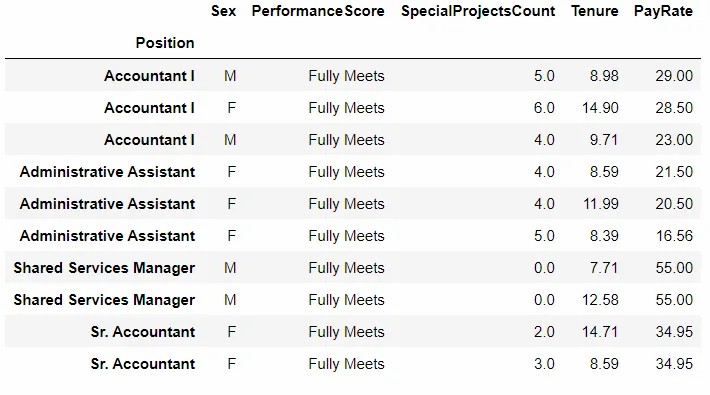 Sex PerformanceScore SpecialProjectsCount Tenure PayRate
Position
Accountant I M Fully Meets 5.0 8.98 29.00
Accountant I F Fully Meets 6.0 14.90 28.50
Accountant I M Fully Meets 4.0 9.71 23.00
Administrative Assistant F Fully Meets 4.0 8.59 21.50
Administrative Assistant F Fully Meets 4.0 11.99 20.50
Administrative Assistant F Fully Meets 5.0 8.39 16.56
Shared Services Manager M Fully Meets 0.0 7.71 55.00
Shared Services Manager M Fully Meets 0.0 12.58 55.00
Sr. Accountant F Fully Meets 2.0 14.71 34.95
Sr. Accountant F Fully Meets 3.0 8.59 34.95